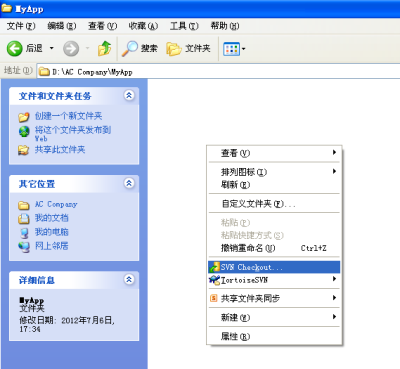 MyApp
文件(F) 编辑(E) 查看(V) 收藏(A) 工具(T) 帮助(H)
后退 搜索 文件夹
地址(D) D:\AC Company\MyApp
文件和文件夹任务
创建一个新文件夹
将这个文件夹发布到
Web
共享此文件夹
其它位置
AC Company
我的文档
我的电脑
网上邻居
详细信息
MyApp
文件夹
修改日期: 2012年7月6日,
17:34
查看(V)
排列图标(I)
刷新(E)
自定义文件夹(F)...
粘贴(P)
粘贴快捷方式(S)
撤销重命名(U) Ctrl+Z
SVN Checkout...
TortoiseSVN
共享文件夹同步
新建(W)
属性(R)